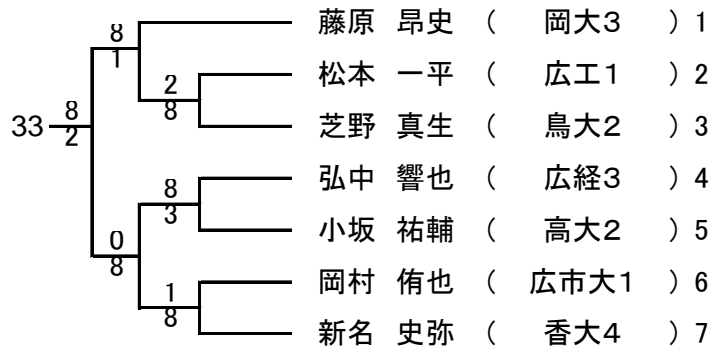 藤原 昂史 ( 岡大3 ) 1
8
1
松本 一平 ( 広工1 ) 2
2
8
芝野 真生 ( 鳥大2 ) 3
33
8
2
弘中 響也 ( 広経3 ) 4
8
3
小坂 祐輔 ( 高大2 ) 5
0
8
岡村 侑也 ( 広市大1 ) 6
1
8
新名 史弥 ( 香大4 ) 7